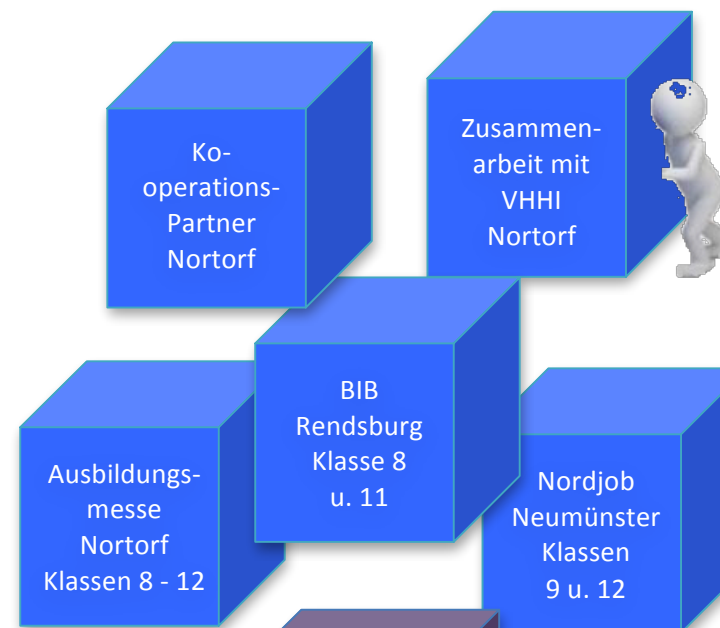 Ko-
operations-
Partner
Nortorf
Zusammen-
arbeit mit
VHHI
Nortorf
BIB
Rendsburg
Klasse 8
u. 11
Ausbildungs-
messe
Nortorf
Klassen 8 - 12
Nordjob
Neumünster
Klassen
9 u. 12